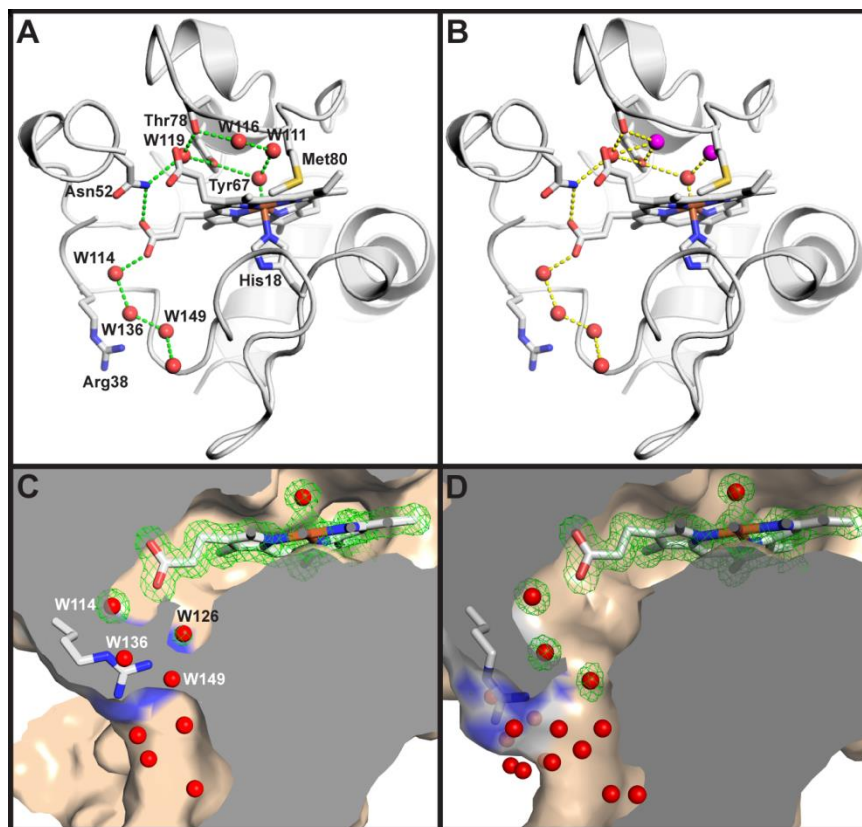 A
Thr78
W119
W116
W111
Met80
Tyr67
Asn52
W114
His18
W136
W149
Arg38
B
C
W114
W126
W136
W149
D